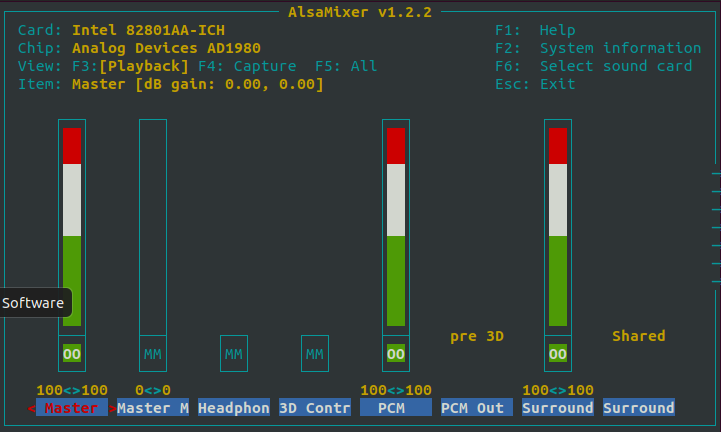 AlsaMixer v1.2.2
Card: Intel 82801AA-ICH F1: Help
Chip: Analog Devices AD1980 F2: System information
View: F3:[Playback] F4: Capture F5: All F6: Select sound card
Item: Master [dB gain: 0.00, 0.00] Esc: Exit
Software
pre 3D Shared
OO MM MM MM OO OO
100<>100 0<>0 100<>100 100<>100
< Master >Master M Headphon 3D Contr PCM PCM Out Surround Surround